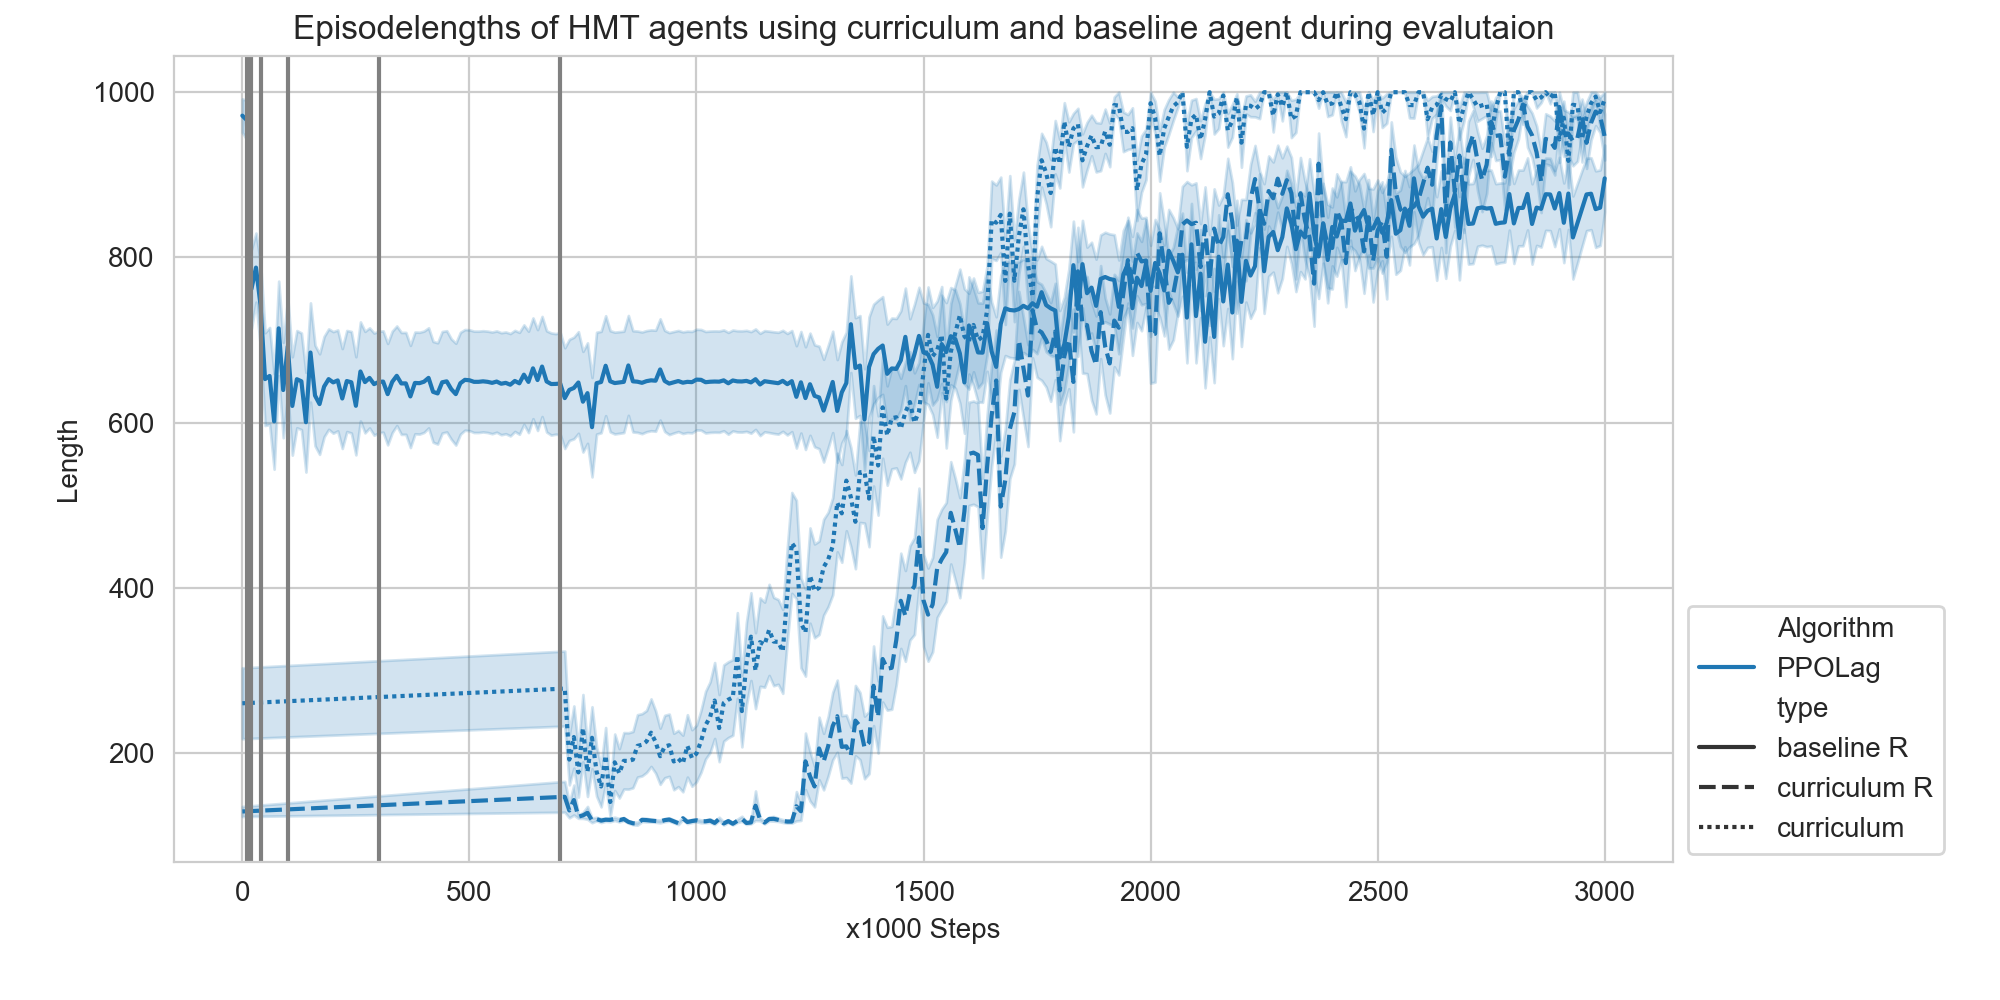 Episodelengths of HMT agents using curriculum and baseline agent during evalutaion
1000
800
600
400
200
Length
0
500
1000
1500
2000
2500
3000
x1000 Steps
Algorithm
PPOLag
type
baseline R
curriculum R
curriculum